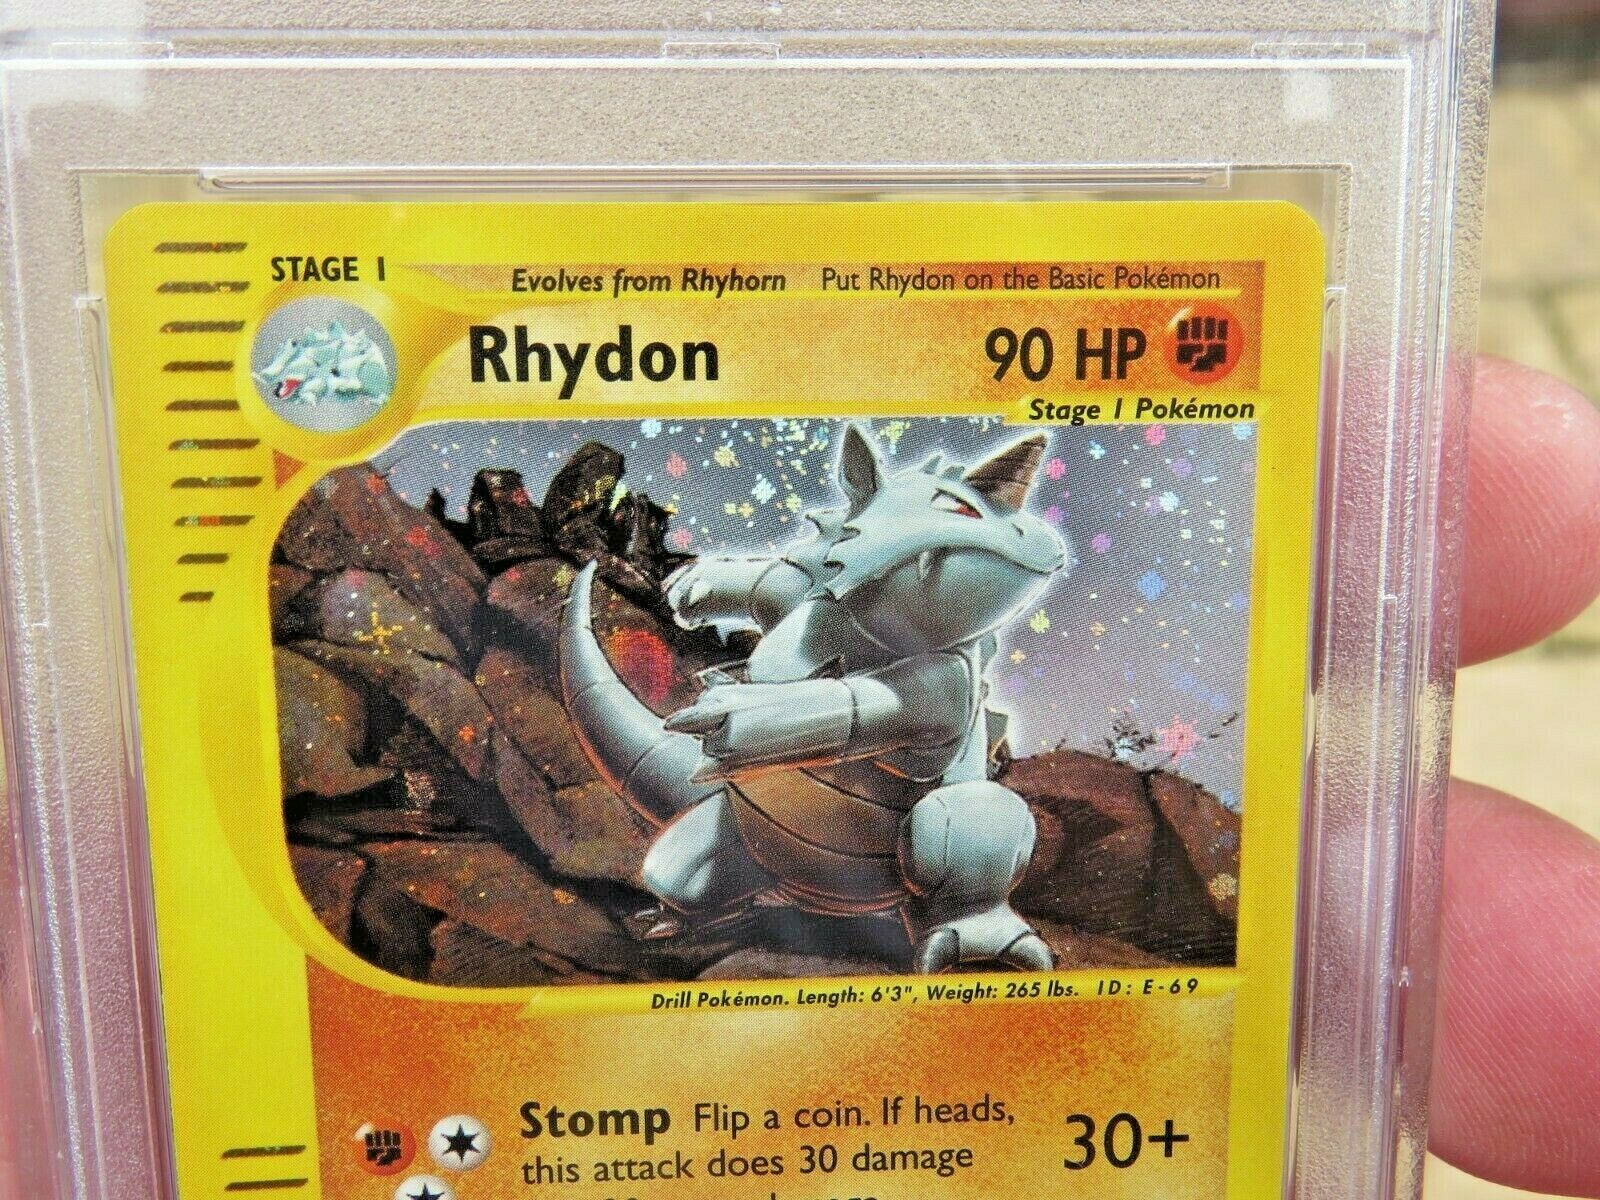 STAGE 1
Evolves from Rhyhorn Put Rhydon on the Basic Pokémon
Rhydon 90 HP
Stage 1 Pokémon
Drill Pokémon. Length: 6'3", Weight: 265 lbs. ID: E-69
Stomp Flip a coin. If heads,
this attack does 30 damage
30+